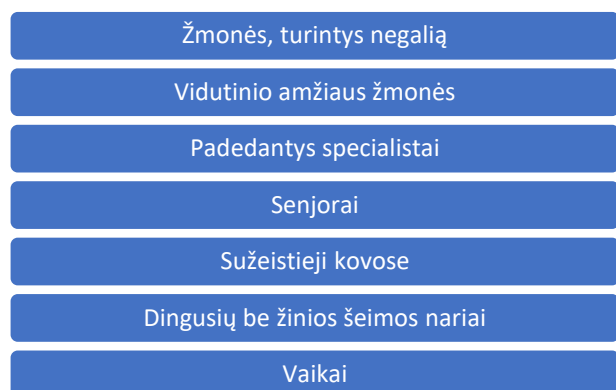 Žmonės, turintys negalią
Vidutinio amžiaus žmonės
Padedantys specialistai
Senjorai
Sužeistieji kovose
Dingusių be žinios šeimos nariai
Vaikai